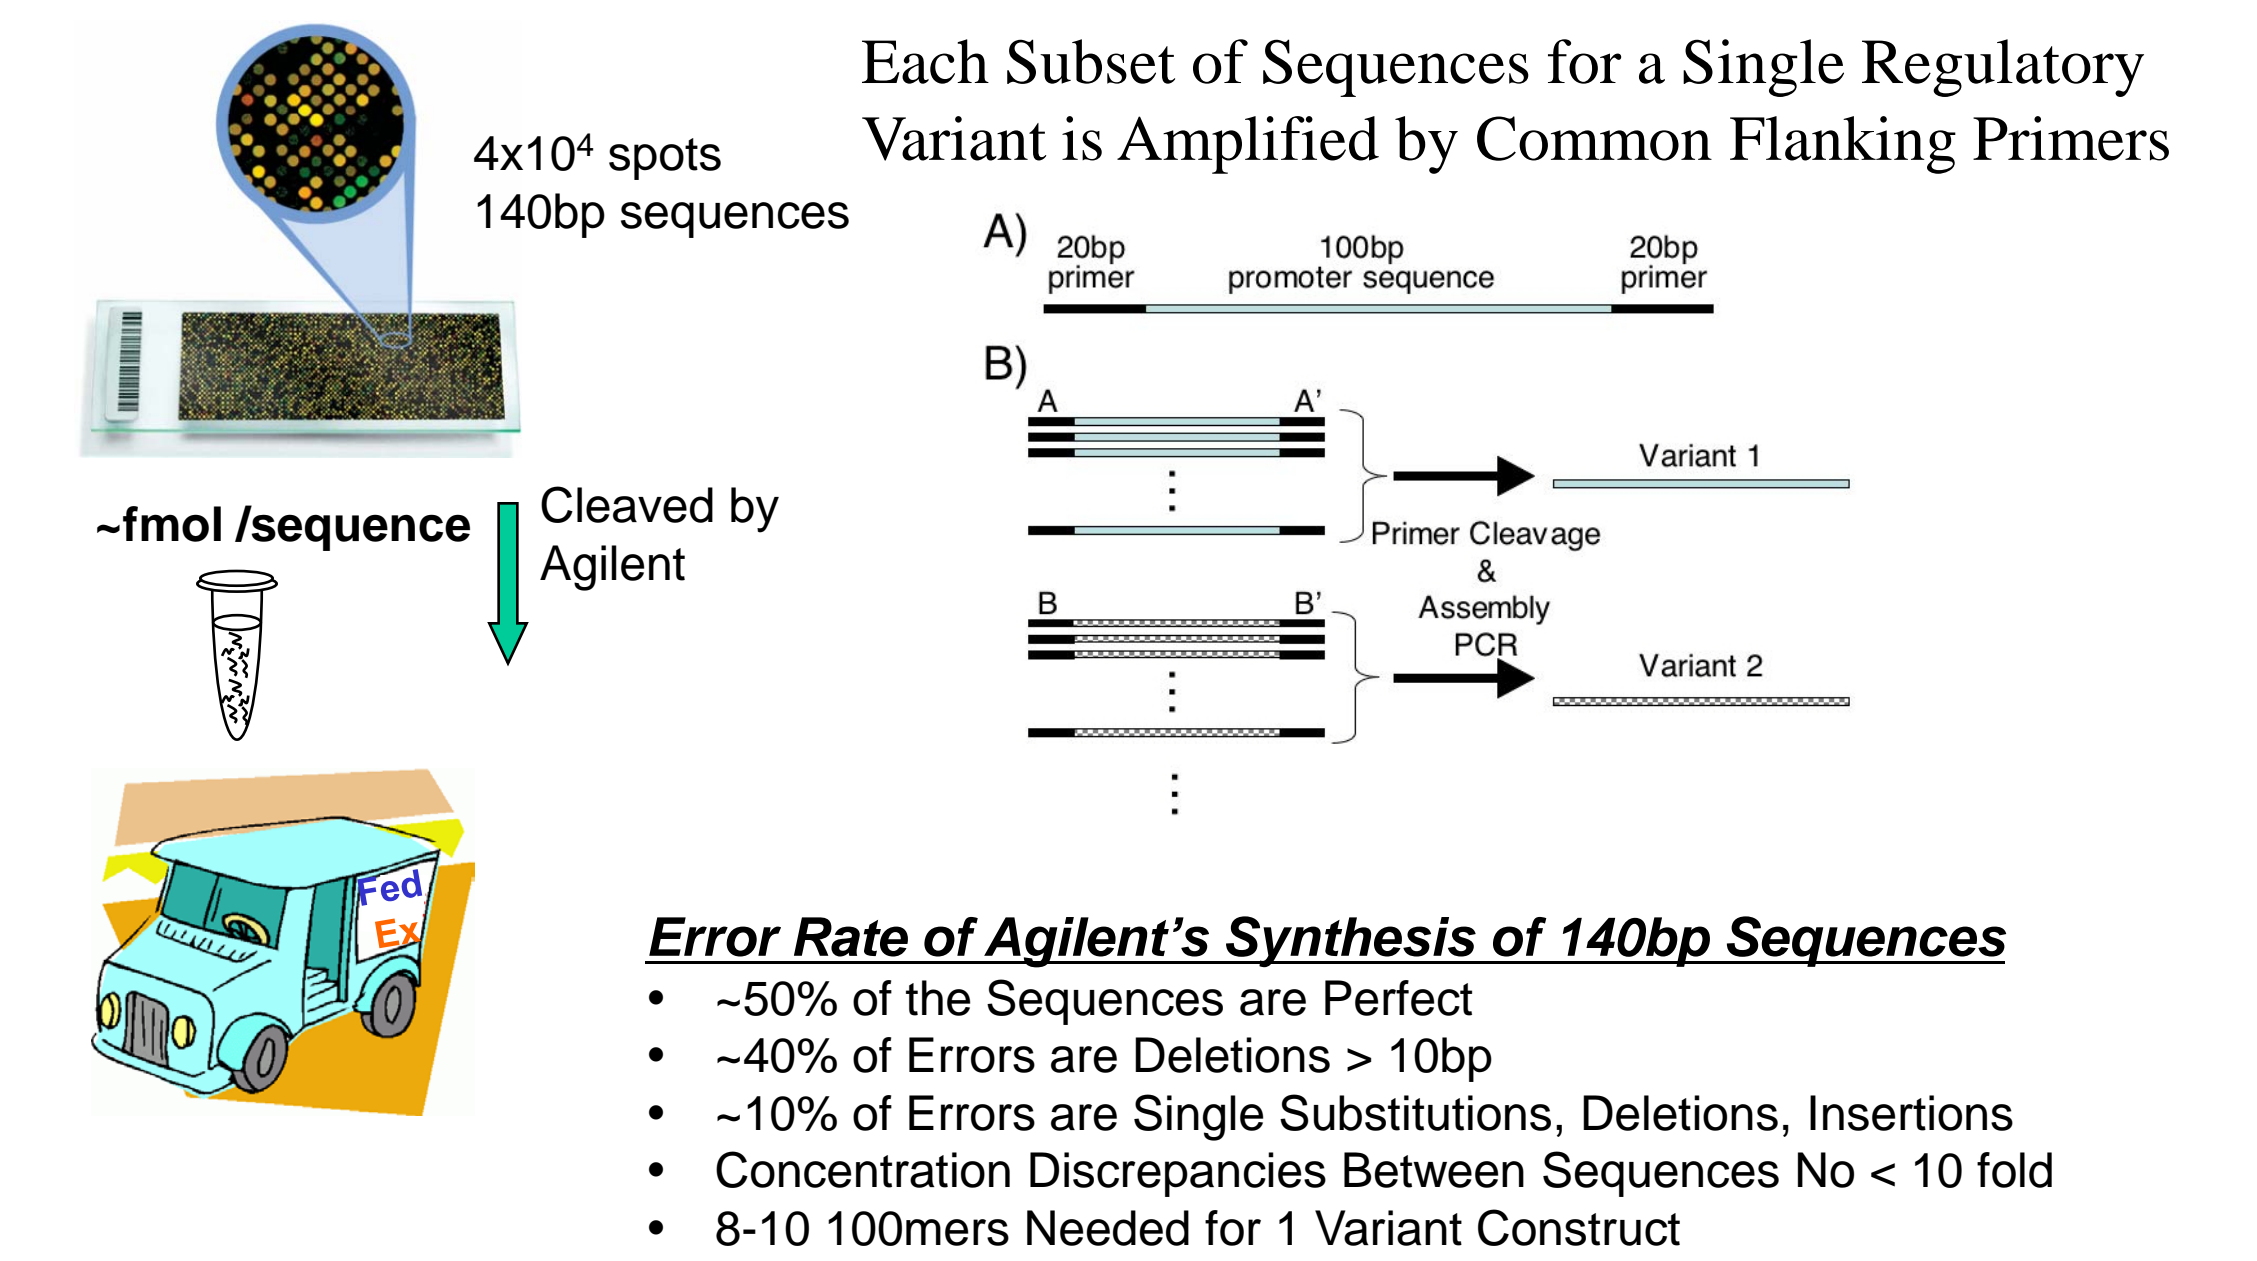 Each Subset of Sequences for a Single Regulatory
Variant is Amplified by Common Flanking Primers
4x10⁴ spots
140bp sequences
~fmol /sequence
Cleaved by
Agilent
Fed
Ex
A)
20bp
primer
100bp
promoter sequence
20bp
primer
B)
A
A’
Variant 1
Primer Cleavage
&
Assembly
PCR
B
B’
Variant 2
Error Rate of Agilent’s Synthesis of 140bp Sequences
• ~50% of the Sequences are Perfect
• ~40% of Errors are Deletions > 10bp
• ~10% of Errors are Single Substitutions, Deletions, Insertions
• Concentration Discrepancies Between Sequences No < 10 fold
• 8-10 100mers Needed for 1 Variant Construct